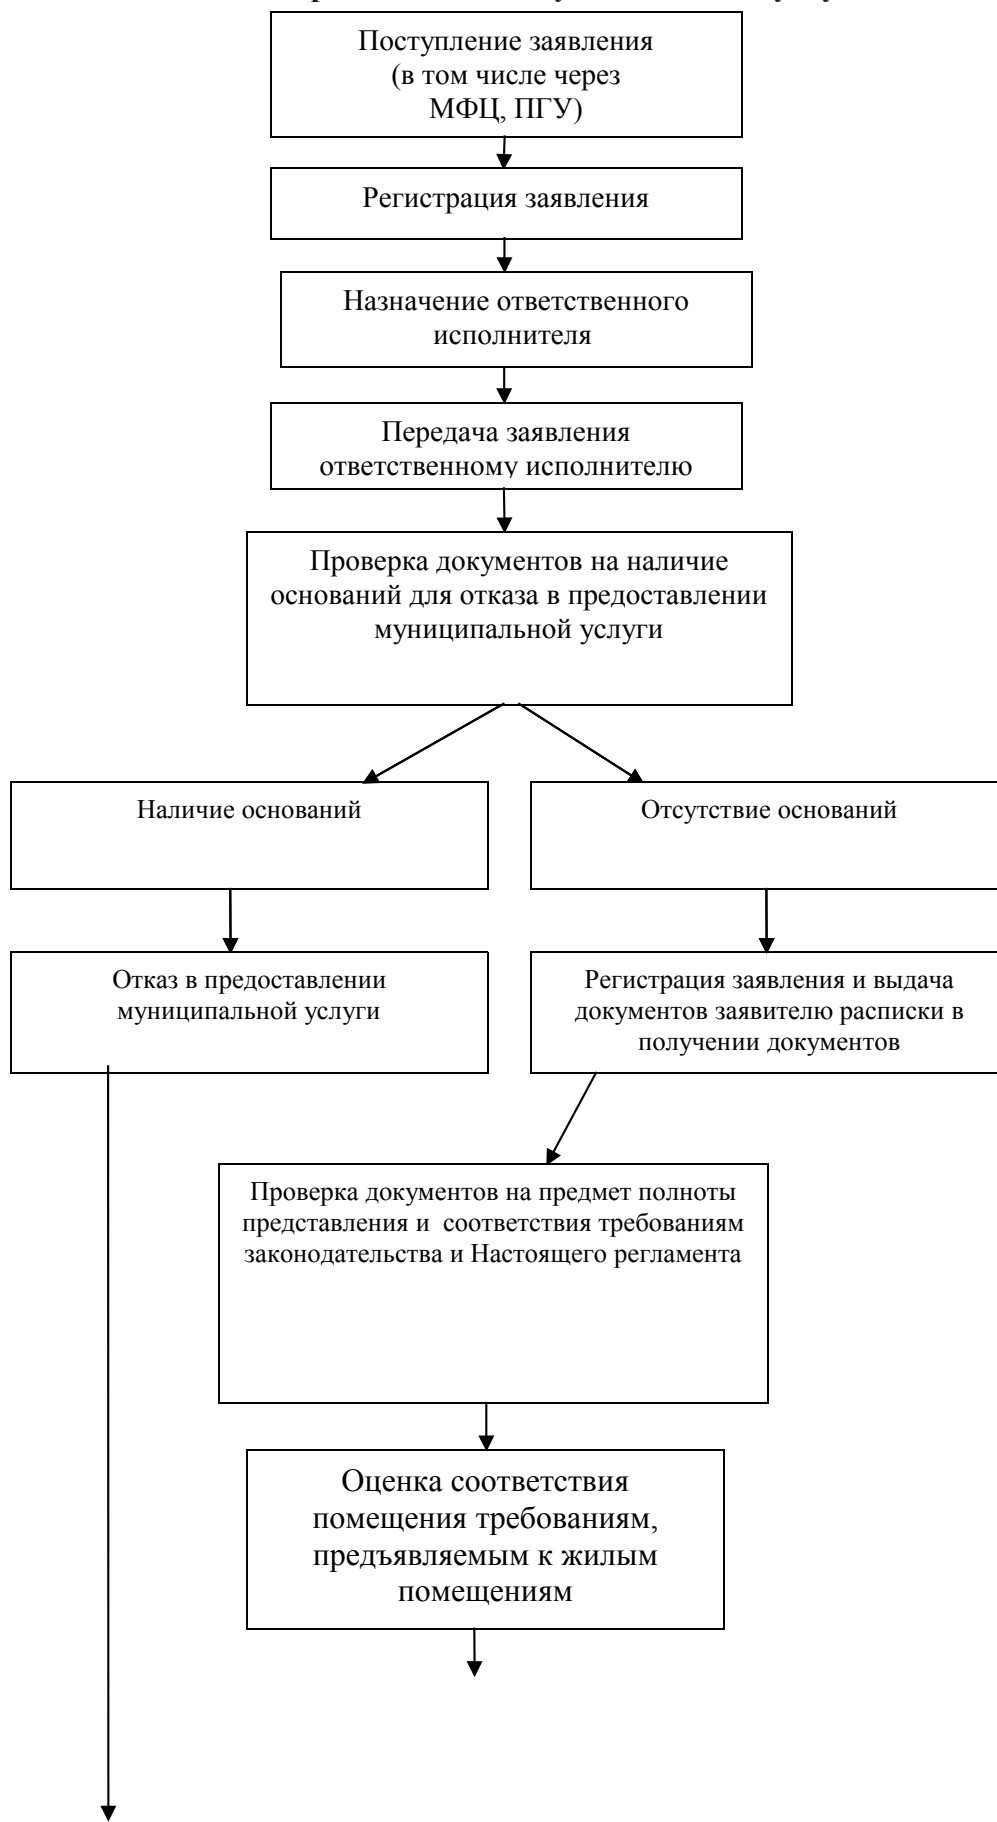 Поступление заявления
(в том числе через
МФЦ, ПГУ)
Регистрация заявления
Назначение ответственного
исполнителя
Передача заявления
ответственному исполнителю
Проверка документов на наличие
оснований для отказа в предоставлении
муниципальной услуги
Наличие оснований
Отсутствие оснований
Отказ в предоставлении
муниципальной услуги
Регистрация заявления и выдача
документов заявителю расписки в
получении документов
Проверка документов на предмет полноты
представления и  соответствия требованиям
законодательства и Настоящего регламента
Оценка соответствия
помещения требованиям,
предъявляемым к жилым
помещениям